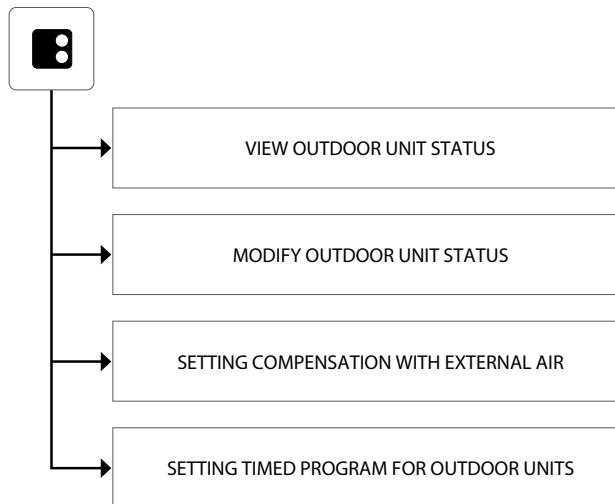 VIEW OUTDOOR UNIT STATUS
MODIFY OUTDOOR UNIT STATUS
SETTING COMPENSATION WITH EXTERNAL AIR
SETTING TIMED PROGRAM FOR OUTDOOR UNITS